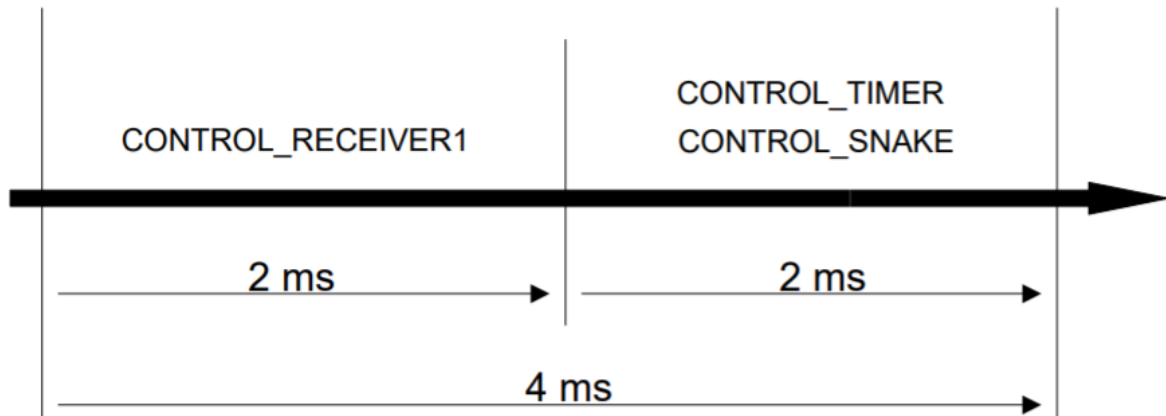 CONTROL_RECEIVER1
CONTROL_TIMER
CONTROL_SNAKE
2 ms
2 ms
4 ms